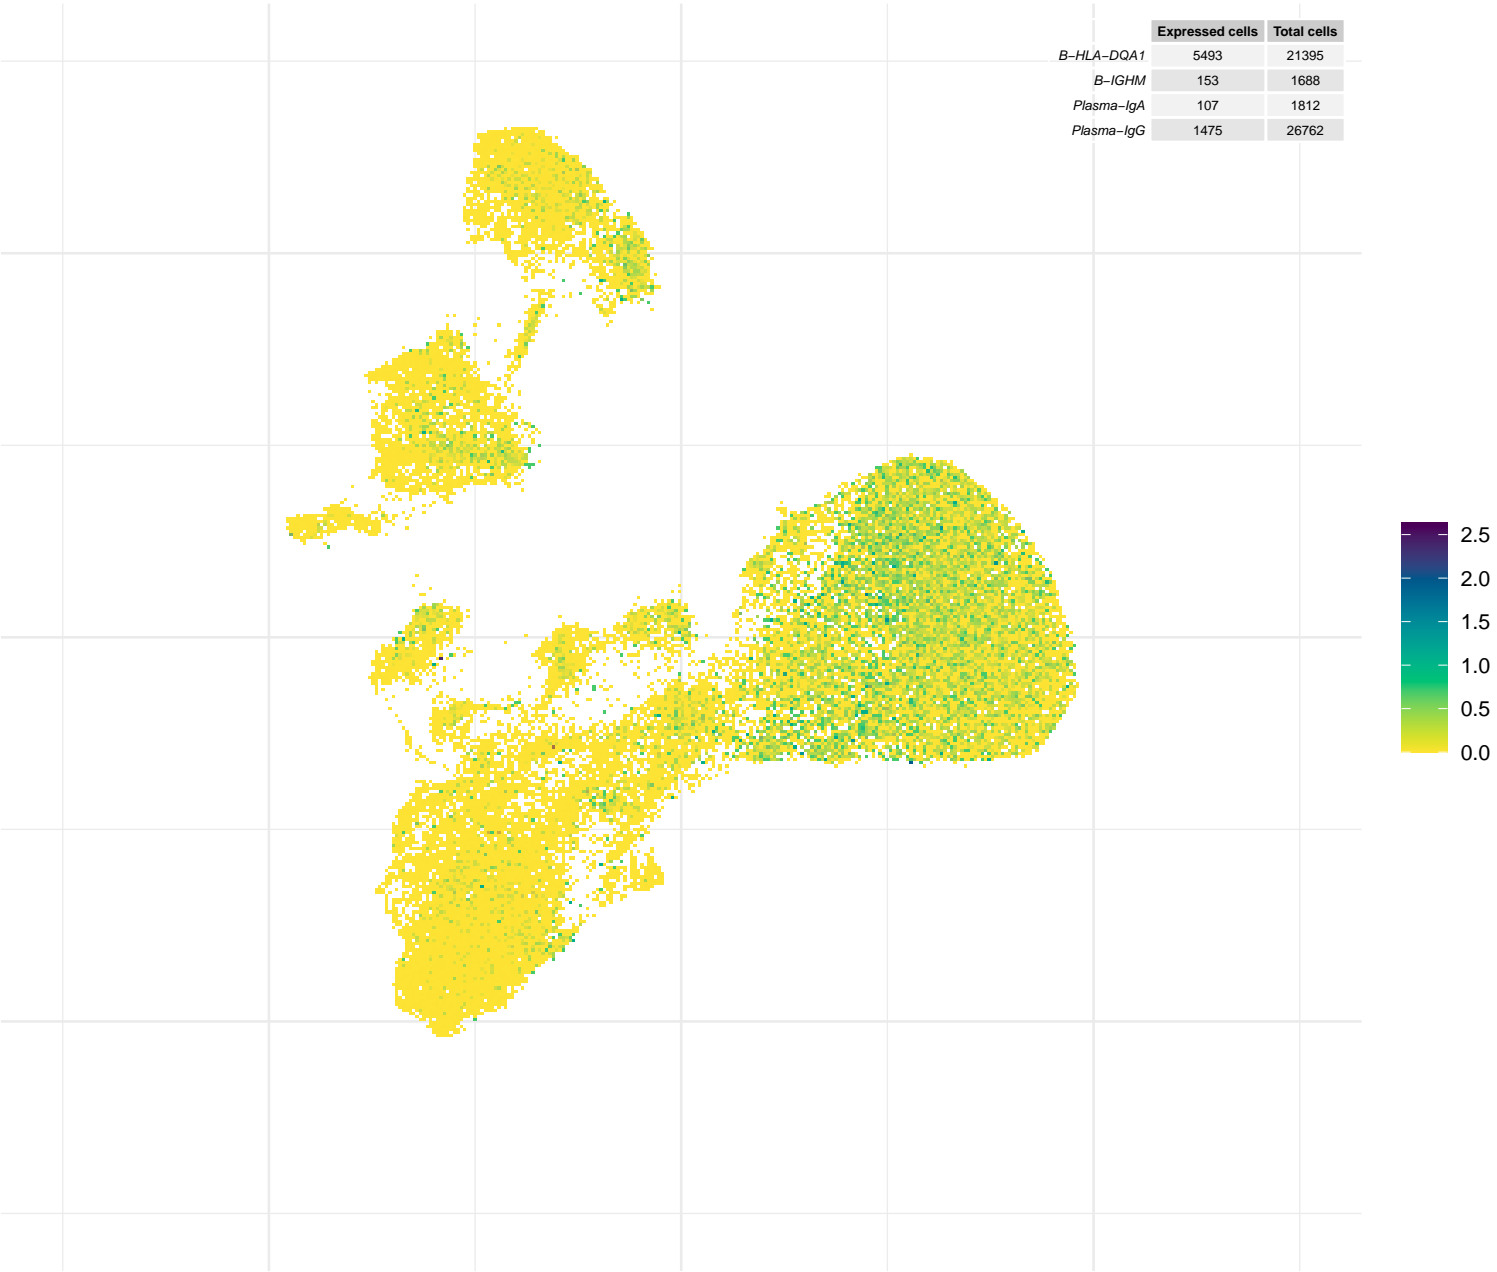 Expressed cells Total cells
B–HLA–DQA1 5493 21395
B–IGHM 153 1688
Plasma–IgA 107 1812
Plasma–IgG 1475 26762
2.5
2.0
1.5
1.0
0.5
0.0